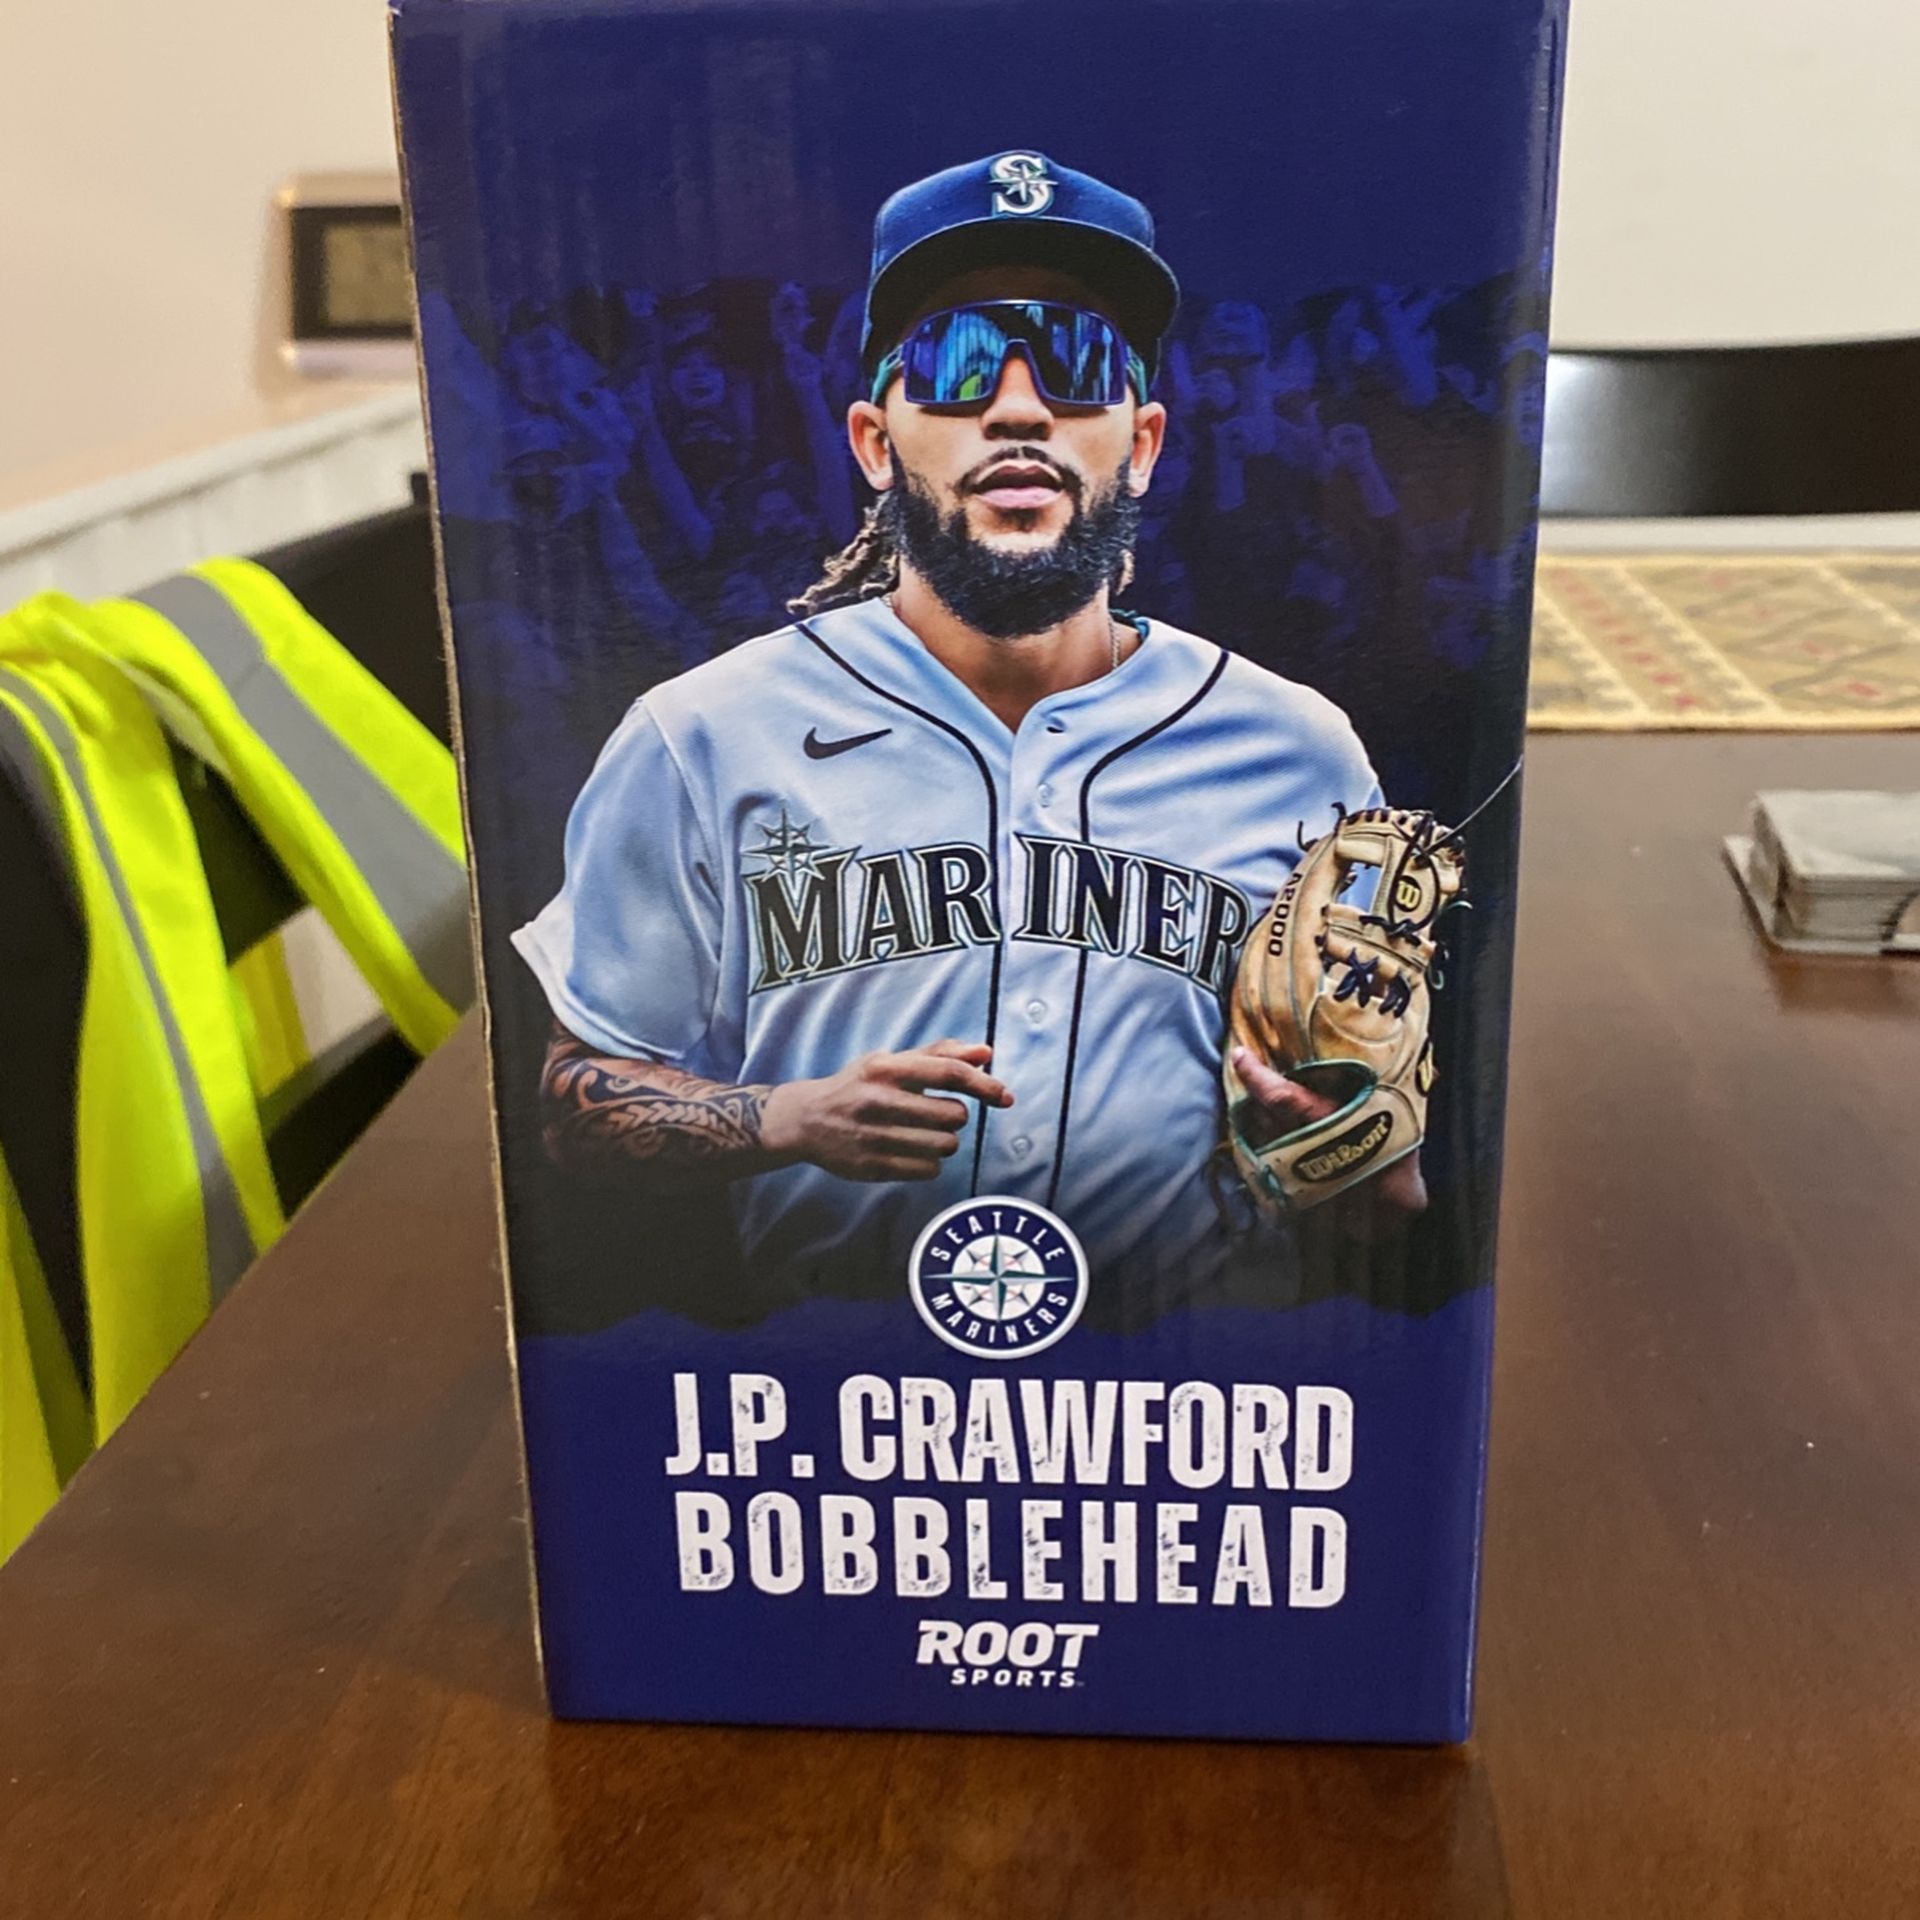 S
MARINER
A2000
W
Wilson
SEATTLE
MARINERS
J.P. CRAWFORD
BOBBLEHEAD
ROOT
SPORTS